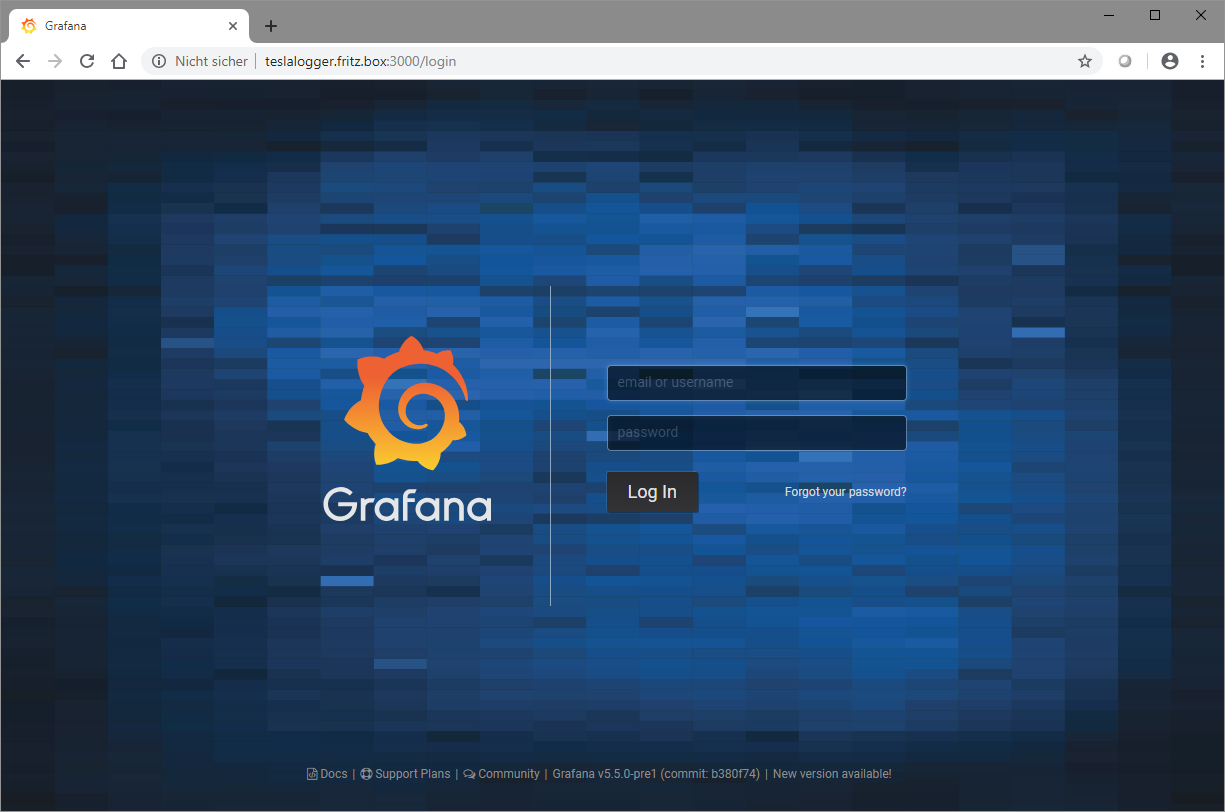 Grafana
Nicht sicher teslalogger.fritz.box:3000/login
Grafana
email or username
password
Log In
Forgot your password?
Docs | Support Plans | Community | Grafana v5.5.0-pre1 (commit: b380f74) | New version available!